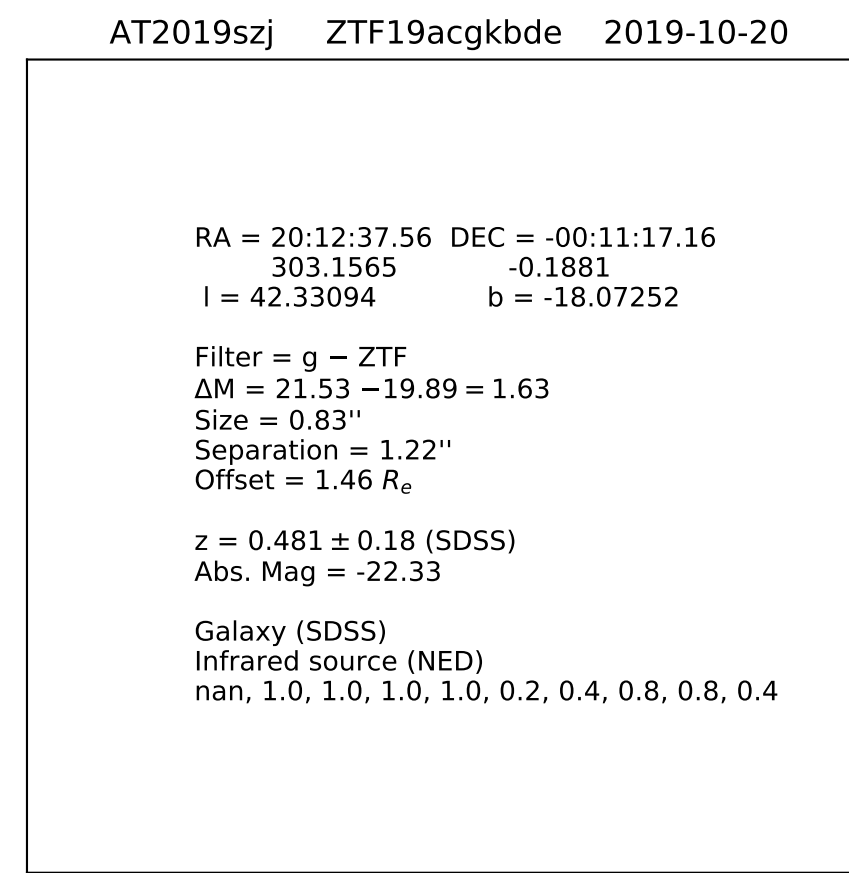 AT2019szj ZTF19acgkbde 2019-10-20
RA = 20:12:37.56 DEC = -00:11:17.16
303.1565 -0.1881
l = 42.33094 b = -18.07252
Filter = g − ZTF
ΔM = 21.53 −19.89 = 1.63
Size = 0.83''
Separation = 1.22''
Offset = 1.46 Rₑ
z = 0.481 ± 0.18 (SDSS)
Abs. Mag = -22.33
Galaxy (SDSS)
Infrared source (NED)
nan, 1.0, 1.0, 1.0, 1.0, 0.2, 0.4, 0.8, 0.8, 0.4